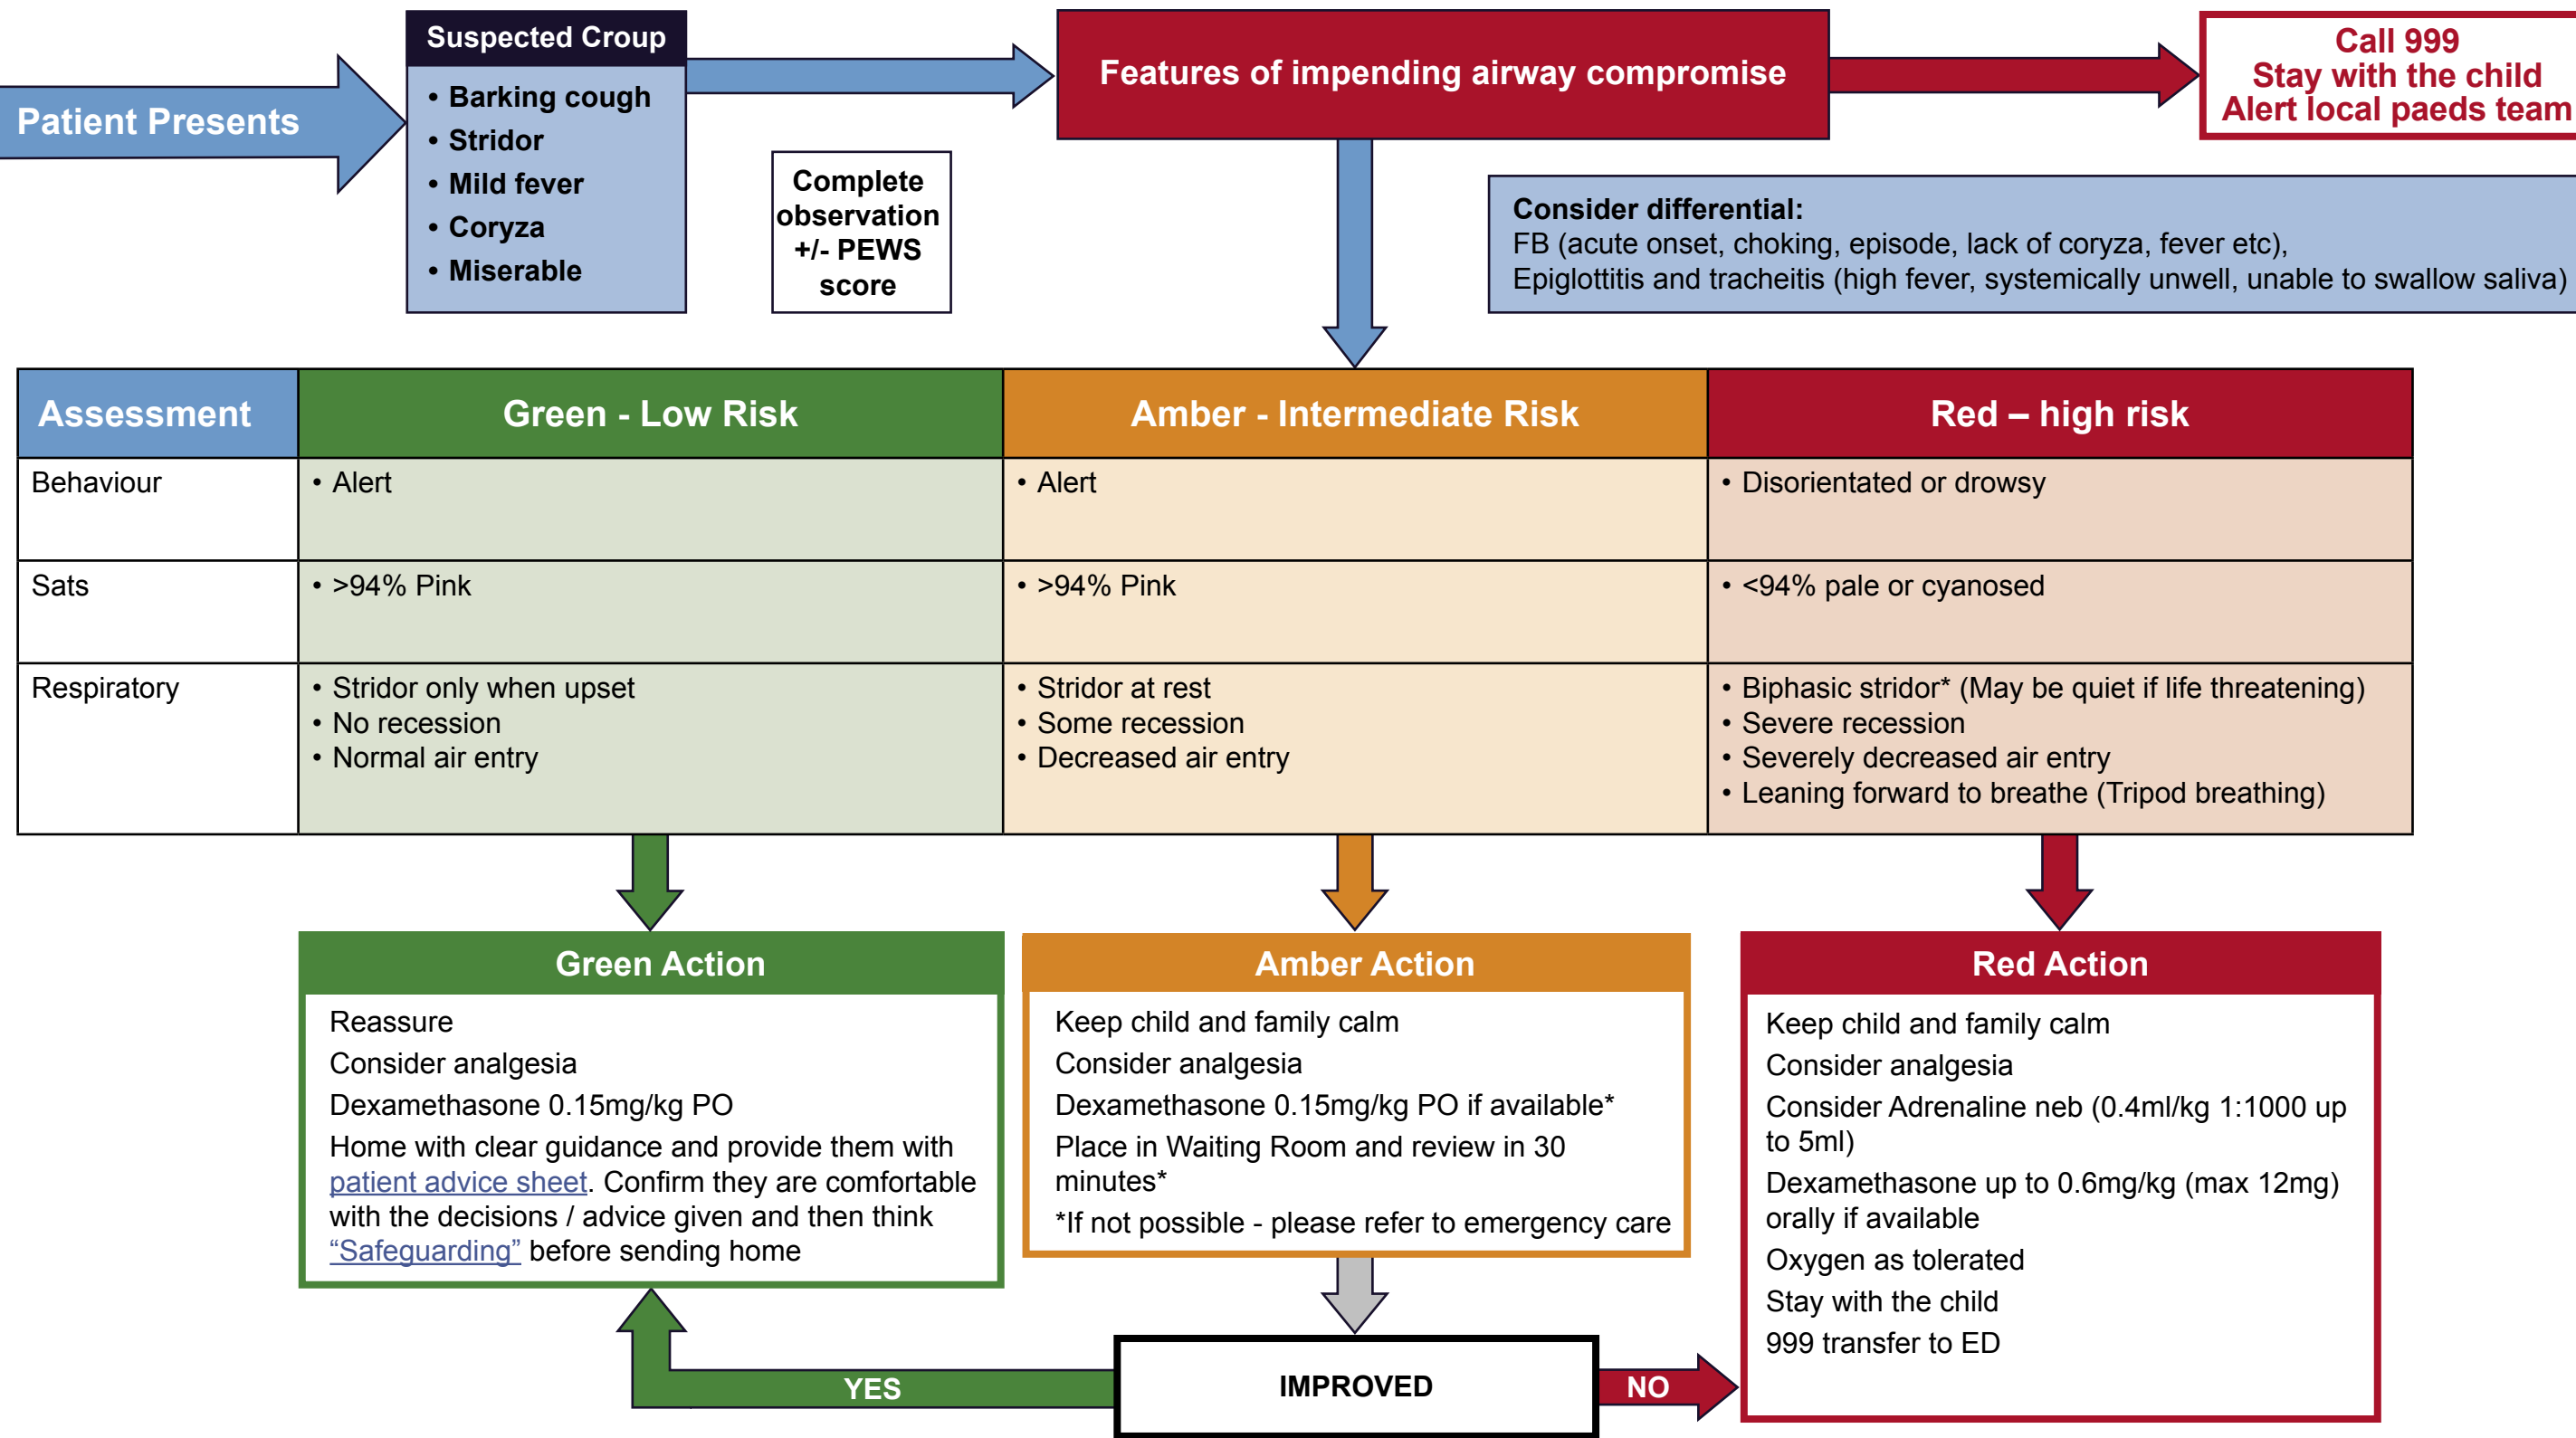 Patient Presents
Suspected Croup
• Barking cough
• Stridor
• Mild fever
• Coryza
• Miserable
Complete
observation
+/- PEWS
score
Features of impending airway compromise
Call 999
Stay with the child
Alert local paeds team
Consider differential:
FB (acute onset, choking, episode, lack of coryza, fever etc),
Epiglottitis and tracheitis (high fever, systemically unwell, unable to swallow saliva)
Assessment
Green - Low Risk
Amber - Intermediate Risk
Red – high risk
Behaviour
• Alert
• Alert
• Disorientated or drowsy
Sats
• >94% Pink
• >94% Pink
• <94% pale or cyanosed
Respiratory
• Stridor only when upset
• No recession
• Normal air entry
• Stridor at rest
• Some recession
• Decreased air entry
• Biphasic stridor* (May be quiet if life threatening)
• Severe recession
• Severely decreased air entry
• Leaning forward to breathe (Tripod breathing)
Green Action
Reassure
Consider analgesia
Dexamethasone 0.15mg/kg PO
Home with clear guidance and provide them with
patient advice sheet. Confirm they are comfortable
with the decisions / advice given and then think
“Safeguarding” before sending home
Amber Action
Keep child and family calm
Consider analgesia
Dexamethasone 0.15mg/kg PO if available*
Place in Waiting Room and review in 30
minutes*
*If not possible - please refer to emergency care
Red Action
Keep child and family calm
Consider analgesia
Consider Adrenaline neb (0.4ml/kg 1:1000 up
to 5ml)
Dexamethasone up to 0.6mg/kg (max 12mg)
orally if available
Oxygen as tolerated
Stay with the child
999 transfer to ED
YES
IMPROVED
NO